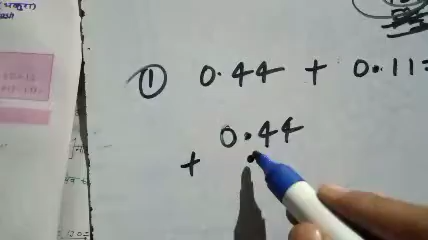 ① 0.44 + 0.11=
0.44
+ .